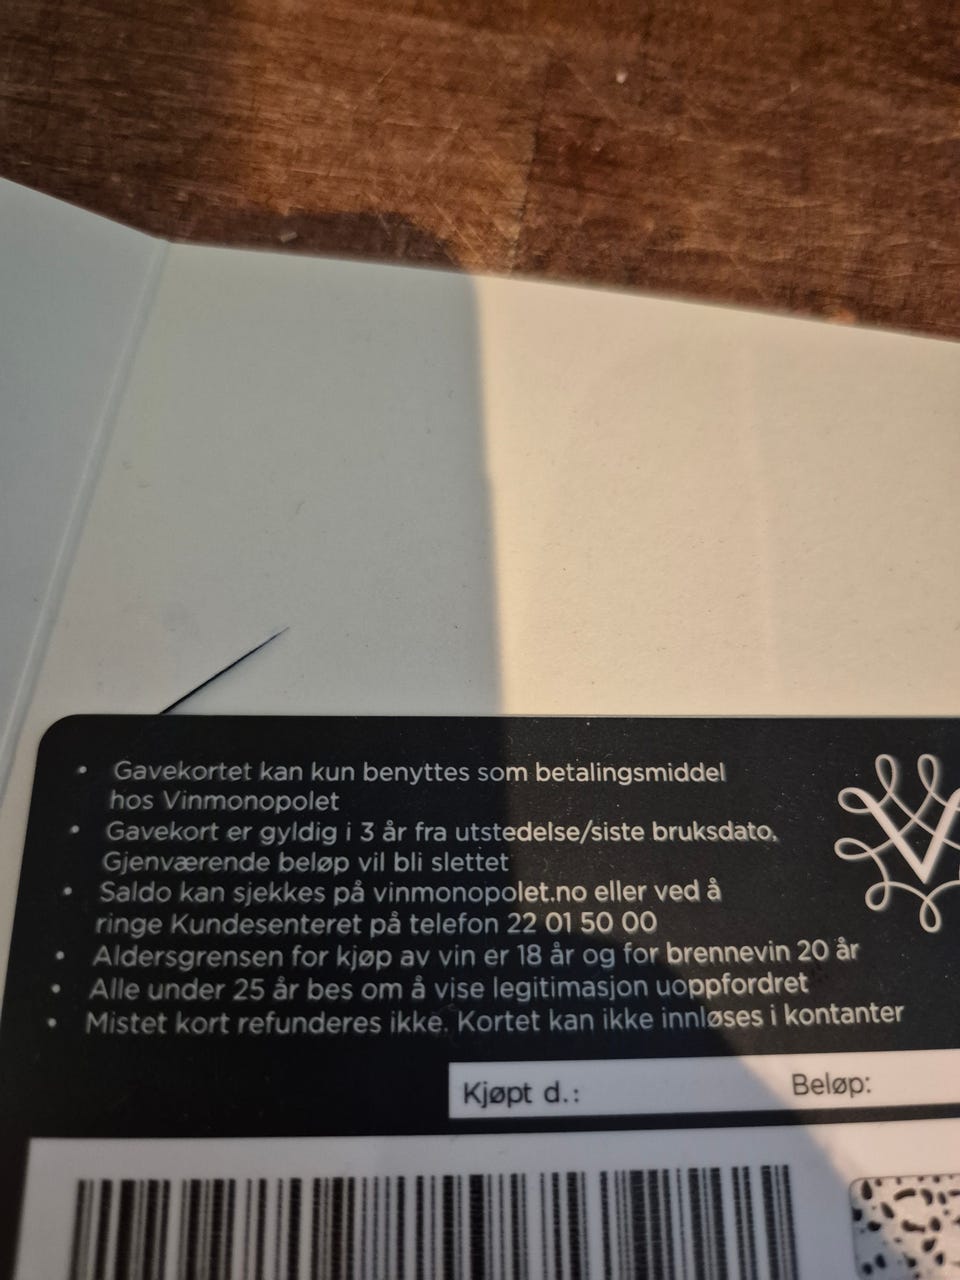 • Gavekortet kan kun benyttes som betalingsmiddel
hos Vinmonopolet
• Gavekort er gyldig i 3 år fra utstedelse/siste bruksdato.
Gjenværende beløp vil bli slettet
• Saldo kan sjekkes på vinmonopolet.no eller ved å
ringe Kundesenteret på telefon 22 01 50 00
• Aldersgrensen for kjøp av vin er 18 år og for brennevin 20 år
• Alle under 25 år bes om å vise legitimasjon uoppfordret
• Mistet kort refunderes ikke. Kortet kan ikke innløses i kontanter
Kjøpt d.: Beløp: